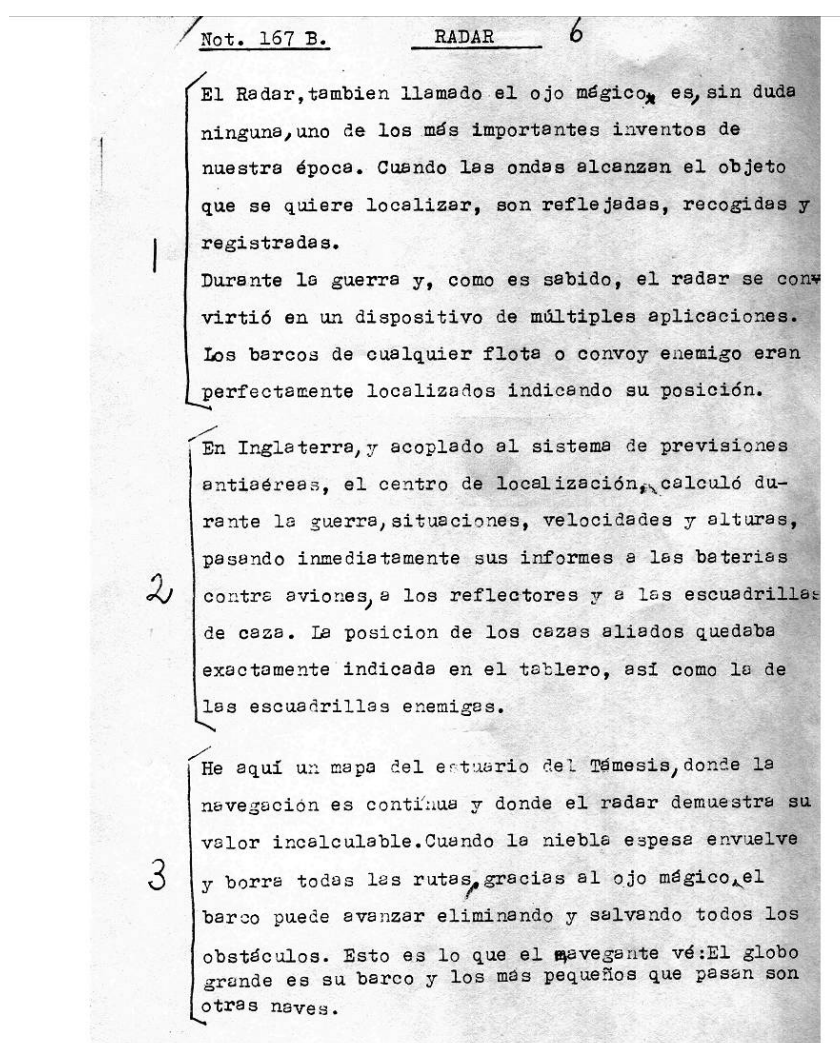 Not. 167 B. RADAR 6
El Radar, tambien llamado el ojo mágico, es, sin duda
ninguna, uno de los más importantes inventos de
nuestra época. Cuando las ondas alcanzan el objeto
que se quiere localizar, son reflejadas, recogidas y
registradas.
1
Durante la guerra y, como es sabido, el radar se con-
virtió en un dispositivo de múltiples aplicaciones.
Los barcos de cualquier flota o convoy enemigo eran
perfectamente localizados indicando su posición.
En Inglaterra, y acoplado al sistema de previsiones
antiaéreas, el centro de localización, calculó du-
rante la guerra, situaciones, velocidades y alturas,
pasando inmediatamente sus informes a las baterias
2
contra aviones, a los reflectores y a las escuadrillas
de caza. La posicion de los cazas aliados quedaba
exactamente indicada en el tablero, así como la de
las escuadrillas enemigas.
He aquí un mapa del estuario del Támesis, donde la
navegación es contínua y donde el radar demuestra su
valor incalculable.Cuando la niebla espesa envuelve
3
y borra todas las rutas, gracias al ojo mágico, el
barco puede avanzar eliminando y salvando todos los
obstáculos. Esto es lo que el navegante vé:El globo
grande es su barco y los más pequeños que pasan son
otras naves.